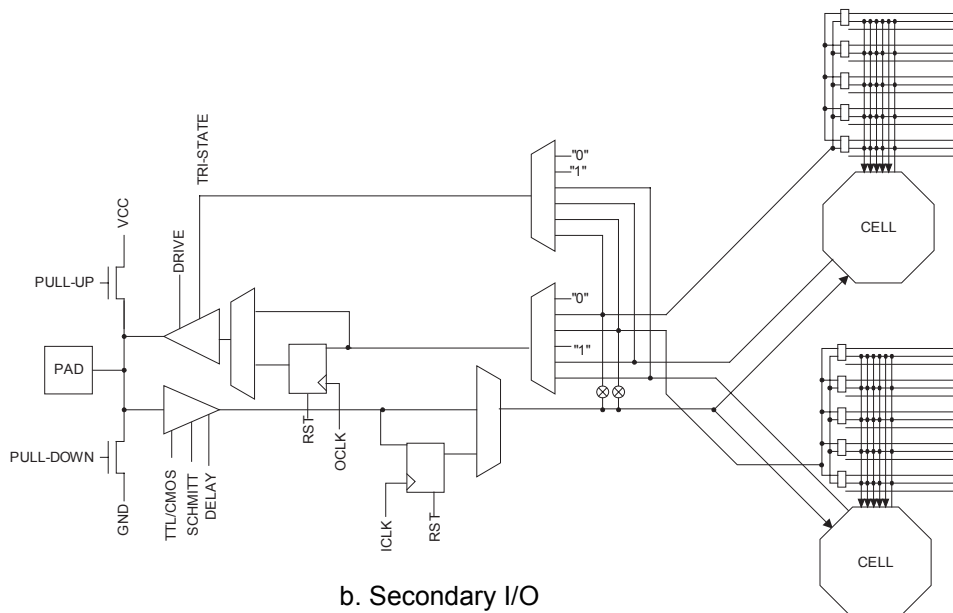 "0"
"1"
TRI-STATE
VCC
DRIVE
CELL
PULL-UP
"0"
"1"
PAD
RST
OCLK
PULL-DOWN
GND
TTL/CMOS
SCHMITT
DELAY
ICLK
RST
CELL
b. Secondary I/O